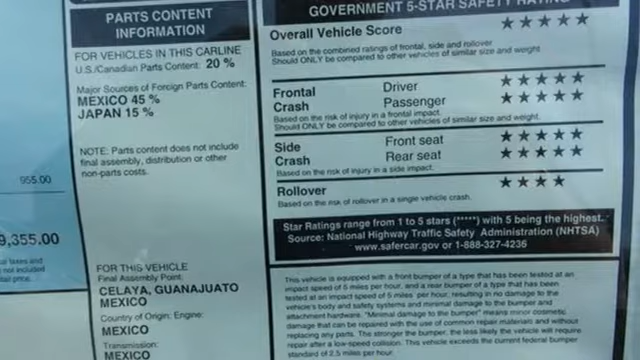 PARTS CONTENT
INFORMATION
FOR VEHICLES IN THIS CARLINE
U.S./Canadian Parts Content: 20 %
Major Sources of Foreign Parts Content:
MEXICO 45 %
JAPAN 15 %
NOTE: Parts content does not include
final assembly, distribution or other
non-parts costs.
955.00
9,355.00
not included
FOR THIS VEHICLE
Final Assembly Point:
CELAYA, GUANAJUATO
MEXICO
Country of Origin: Engine:
MEXICO
Transmission:
MEXICO
GOVERNMENT 5-STAR SAFETY RATING
Overall Vehicle Score ★★★★★
Based on the combined ratings of frontal, side and rollover
Should ONLY be compared to other vehicles of similar size and weight.
Frontal Driver ★★★★★
Crash Passenger ★★★★★
Based on the risk of injury in a frontal impact.
Should ONLY be compared to other vehicles of similar size and weight.
Side Front seat ★★★★★
Crash Rear seat ★★★★★
Based on the risk of injury in a side impact.
Rollover ★★★★
Based on the risk of rollover in a single vehicle crash.
Star Ratings range from 1 to 5 stars (*****) with 5 being the highest.
Source: National Highway Traffic Safety Administration (NHTSA)
www.safercar.gov or 1-888-327-4236
This vehicle is equipped with a front bumper of a type that has been tested at an
impact speed of 5 miles per hour, and a rear bumper of a type that has been
tested at an impact speed of 5 miles per hour, resulting in no damage to the
vehicle's body and safety systems and minimal damage to the bumper and
attachment hardware. "Minimal damage to the bumper" means minor cosmetic
damage that can be repaired with the use of common repair materials and without
replacing any parts. The stronger the bumper, the less likely the vehicle will require
repair after a low-speed collision. This vehicle exceeds the current federal bumper
standard of 2.5 miles per hour.